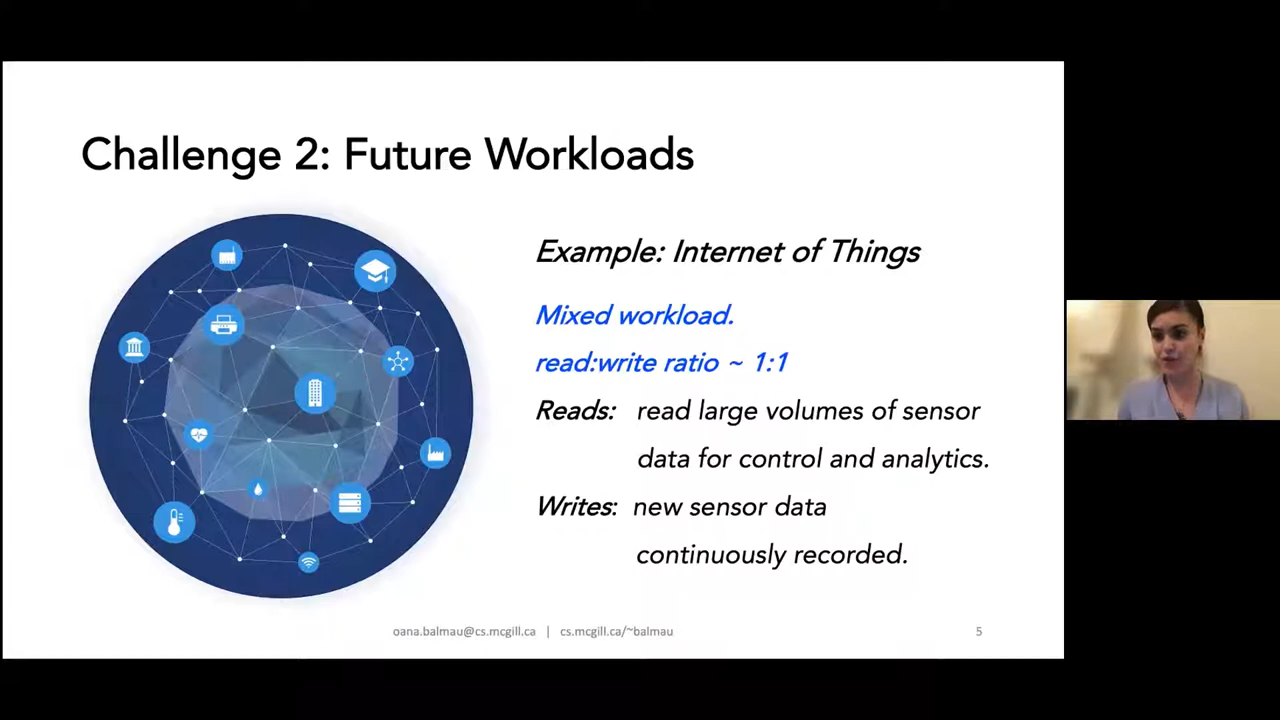 Challenge 2: Future Workloads
Example: Internet of Things
Mixed workload.
read:write ratio ~ 1:1
Reads: read large volumes of sensor
data for control and analytics.
Writes: new sensor data
continuously recorded.
oana.balmau@cs.mcgill.ca | cs.mcgill.ca/~balmau
5